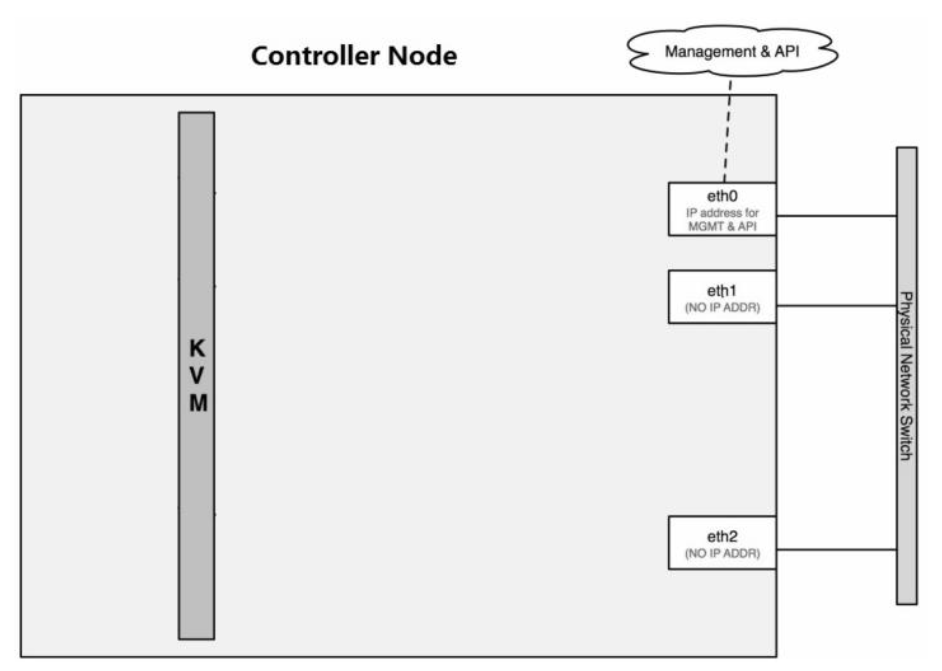 Controller Node
Management & API
eth0
IP address for
MGMT & API
eth1
(NO IP ADDR)
K
V
M
Physical Network Switch
eth2
(NO IP ADDR)